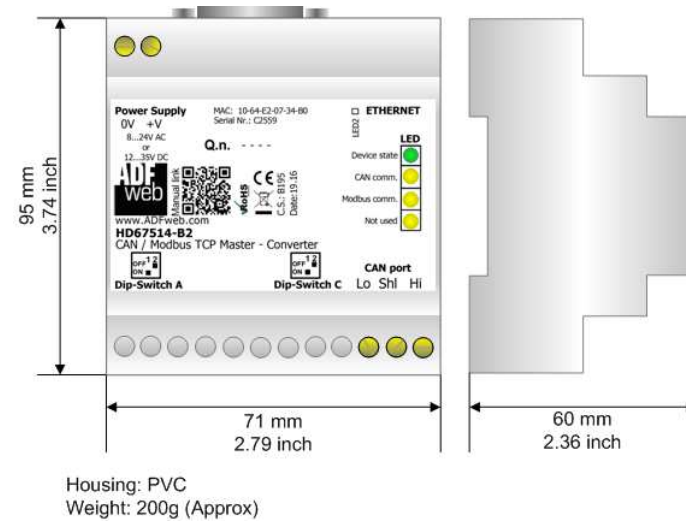 Power Supply
0V +V
8...24V AC
or
12...35V DC
MAC: 10-64-E2-07-34-B0
Serial Nr.: C2559
Q.n. - - - -
ETHERNET
LED2
LED
Device state
CAN comm.
Modbus comm.
Not used
ADF
web
Manual link
RoHS
CE
C.S.: B195
Date:19.16
www.ADFweb.com
HD67514-B2
CAN / Modbus TCP Master - Converter
OFF 1 2
ON
Dip-Switch A
OFF 1 2
ON
Dip-Switch C
CAN port
Lo Shl Hi
95 mm
3.74 inch
71 mm
2.79 inch
60 mm
2.36 inch
Housing: PVC
Weight: 200g (Approx)